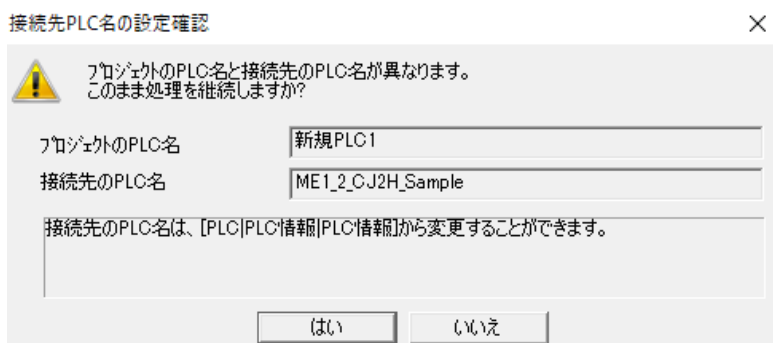 接続先PLC名の設定確認
プロジェクトのPLC名と接続先のPLC名が異なります。
このまま処理を継続しますか?
プロジェクトのPLC名
新規PLC1
接続先のPLC名
ME1_2_CJ2H_Sample
接続先のPLC名は、[PLC|PLC情報|PLC情報]から変更することができます。
はい
いいえ